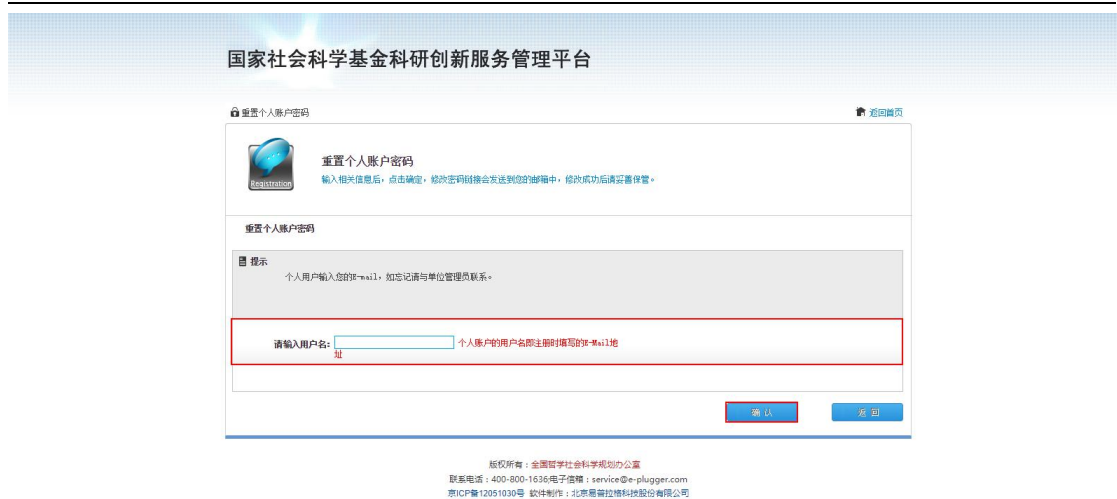 国家社会科学基金科研创新服务管理平台
重置个人账户密码
返回首页
Registration
重置个人账户密码
输入相关信息后，点击确定，修改密码链接会发送到您的邮箱中，修改成功后请妥善保管。
重置个人账户密码
提示
个人用户输入您的E-mail，如忘记请与单位管理员联系。
请输入用户名: 个人账户的用户名即注册时填写的E-Mail地
址
确 认 返 回
版权所有：全国哲学社会科学规划办公室
联系电话：400-800-1636;电子信箱：service@e-plugger.com
京ICP备12051030号 软件制作：北京易普拉格科技股份有限公司